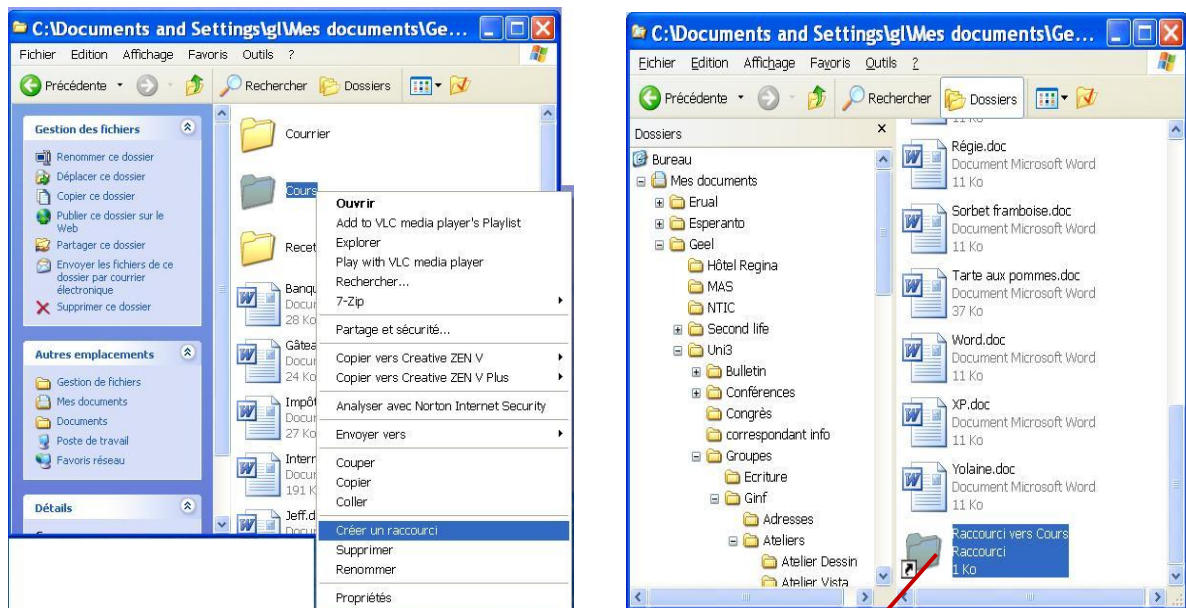 C:\Documents and Settings\gl\Mes documents\Ge...
Fichier Edition Affichage Favoris Outils ?
Précédente Rechercher Dossiers
Gestion des fichiers
Renommer ce dossier
Déplacer ce dossier
Copier ce dossier
Publier ce dossier sur le
Web
Partager ce dossier
Envoyer les fichiers de ce
dossier par courrier
électronique
Supprimer ce dossier
Autres emplacements
Gestion de fichiers
Mes documents
Documents
Poste de travail
Favoris réseau
Détails
Courrier
Cours
Recet
Banqu
Docu
28 Ko
Gâtea
Docu
24 Ko
Impôt
Docu
27 Ko
Interr
Docu
191 K
Jeff.d
Docu
Ouvrir
Add to VLC media player's Playlist
Explorer
Play with VLC media player
Rechercher...
7-Zip
Partage et sécurité...
Copier vers Creative ZEN V
Copier vers Creative ZEN V Plus
Analyser avec Norton Internet Security
Envoyer vers
Couper
Copier
Coller
Créer un raccourci
Supprimer
Renommer
Propriétés
C:\Documents and Settings\gl\Mes documents\Ge...
Fichier Edition Affichage Favoris Outils ?
Précédente Rechercher Dossiers
Dossiers x
Bureau
Mes documents
Erual
Esperanto
Geel
Hôtel Regina
MAS
NTIC
Second life
Uni3
Bulletin
Conférences
Congrès
correspondant info
Groupes
Ecriture
Ginf
Adresses
Ateliers
Atelier Dessin
Atelier Vista
11 Ko
Régie.doc
Document Microsoft Word
11 Ko
Sorbet framboise.doc
Document Microsoft Word
11 Ko
Tarte aux pommes.doc
Document Microsoft Word
37 Ko
Word.doc
Document Microsoft Word
11 Ko
XP.doc
Document Microsoft Word
11 Ko
Yolaine.doc
Document Microsoft Word
11 Ko
Raccourci vers Cours
Raccourci
1 Ko